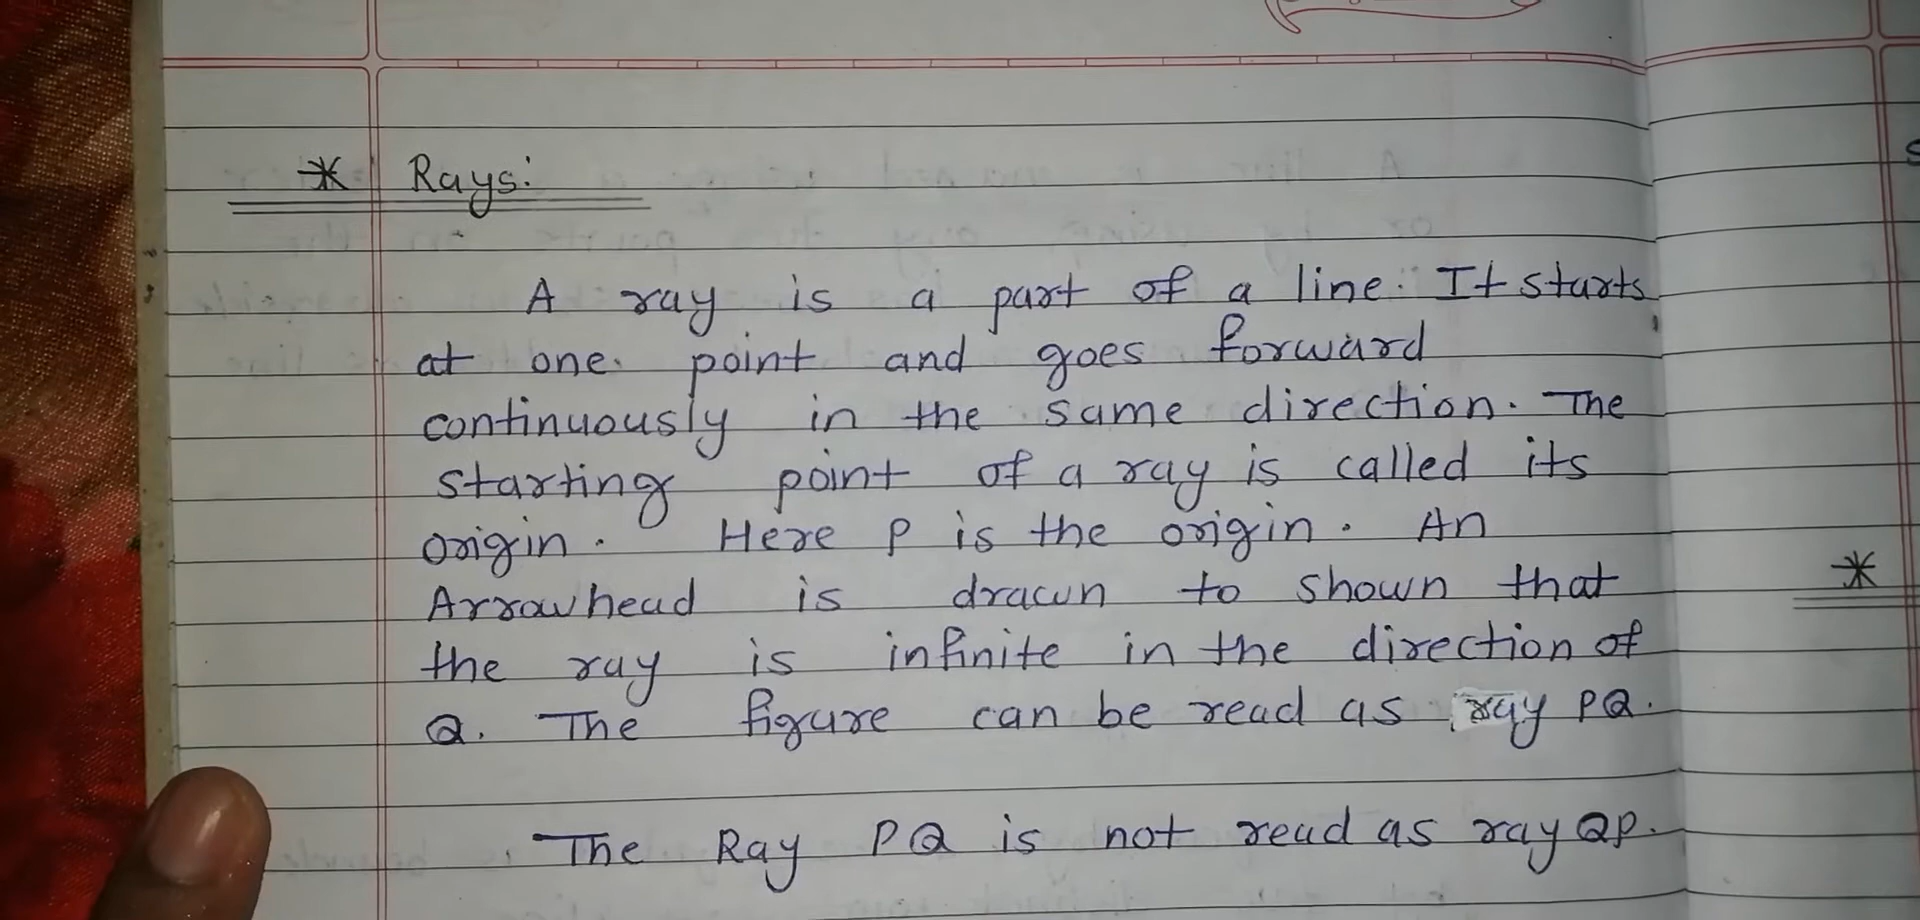 * Rays:
A ray is a part of a line. It starts
at one point and goes forward
continuously in the same direction. The
starting point of a ray is called its
origin. Here P is the origin. An
Arrowhead is drawn to shown that
the ray is infinite in the direction of
Q. The figure can be read as ray PQ.
The Ray PQ is not read as ray QP.
*